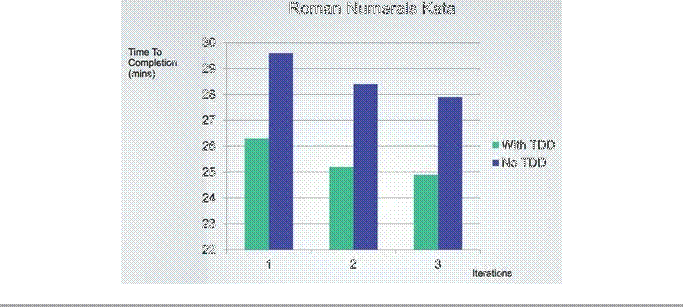 Roman Numerals Kata
Time To
Completion
(mins)
30
29
28
27
26
25
24
23
22
1 2 3
Iterations
With TDD
No TDD